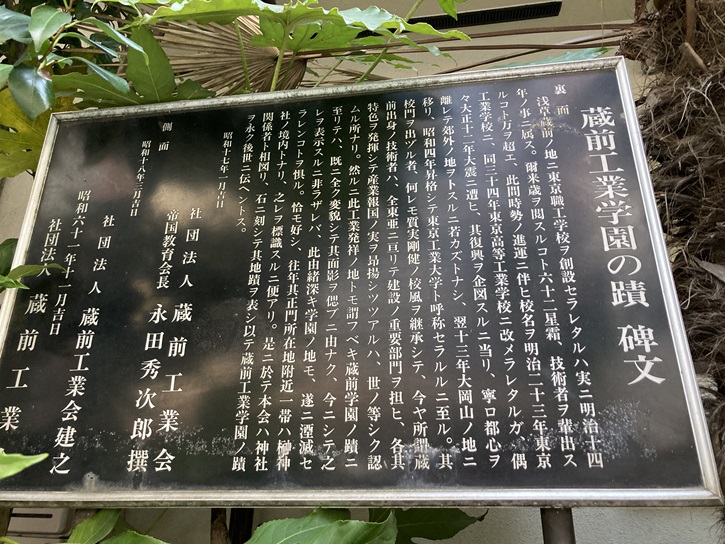 蔵前工業学園の蹟 碑文
裏面
浅草蔵前ノ地ニ東京職工学校ヲ創設セラレタルハ実ニ明治十四
年ノ事ニ属ス。爾来歳ヲ閲スルコト六十二星霜、技術者ヲ輩出ス
ルコト万ヲ超エ、此間時勢ノ進運ニ伴ヒ校名ヲ明治二十三年東京
工業学校ニ、同三十四年東京高等工業学校ニ改メラレタルガ、偶
々大正十二年大震ニ遭ヒ、其復興ヲ企図スルニ当リ、寧ロ都心ヲ
離レテ郊外ノ地ヲトスルニ若カズトナシ、翌十三年大岡山ノ地ニ
移リ、昭和四年昇格シテ東京工業大学ト呼称セラルルニ至ル。其
校門ヲ出ヅル者、何レモ質実剛健ノ校風ヲ継承シテ、今ヤ所謂蔵
前出身ノ技術者ハ、全東亜ニ亘リテ建設ノ重要部門ヲ担ヒ、各其
特色ヲ発揮シテ産業報国ノ実ヲ昂揚シツツアルハ、世ノ等シク認
ムル所ナリ。然ルニ此工業発祥ノ地トモ謂フベキ蔵前学園ノ蹟ニ
至リテハ、既ニ全ク変貌シテ其面影ヲ偲ブニ由ナク、今ニシテ之
レヲ表示スルニ非ラザレバ、此由緒深キ学園ノ地モ、遂ニ湮滅セ
ランコトヲ惧ル。恰モ好シ、往年其正門所在地附近一帯ハ榊神
社ノ境内トナリ、之レヲ標識スルニ便アリ。是ニ於テ本会ハ神社
関係者ト相図リ、石ニ刻シテ其地蹟ヲ表シ以テ蔵前工業学園ノ蹟
ヲ永ク後世ニ伝ヘントス。
昭和十七年一月吉日
社団法人 蔵前工業会
帝国教育会長 永田秀次郎 撰
側面
昭和十八年三月吉日
社団法人 蔵前工業会建之
昭和六十一年十一月吉日
社団法人 蔵前工業